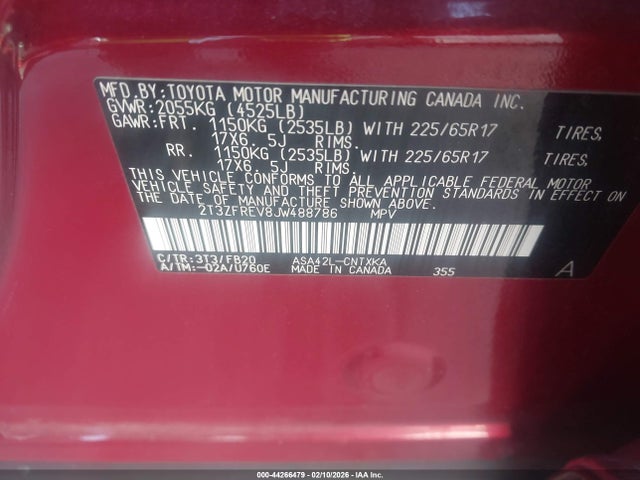 MFD.BY:TOYOTA MOTOR MANUFACTURING CANADA INC.
GVWR:2055KG (4525LB)
GAWR:FRT. 1150KG (2535LB) WITH 225/65R17 TIRES,
17X6. 5J RIMS.
RR. 1150KG (2535LB) WITH 225/65R17 TIRES,
17X6. 5J RIMS.
THIS VEHICLE CONFORMS TO ALL APPLICABLE FEDERAL MOTOR
VEHICLE SAFETY AND THEFT PREVENTION STANDARDS IN EFFECT ON
THE DATE OF MANUFACTURE SHOWN ABOVE.
2T3ZFREV8JW488786 MPV
C/TR:3T3/FB20 ASA42L-CNTXKA
A/TM:-02A/U760E MADE IN CANADA 355 A
000-44266479 - 02/10/2026 - IAA Inc.